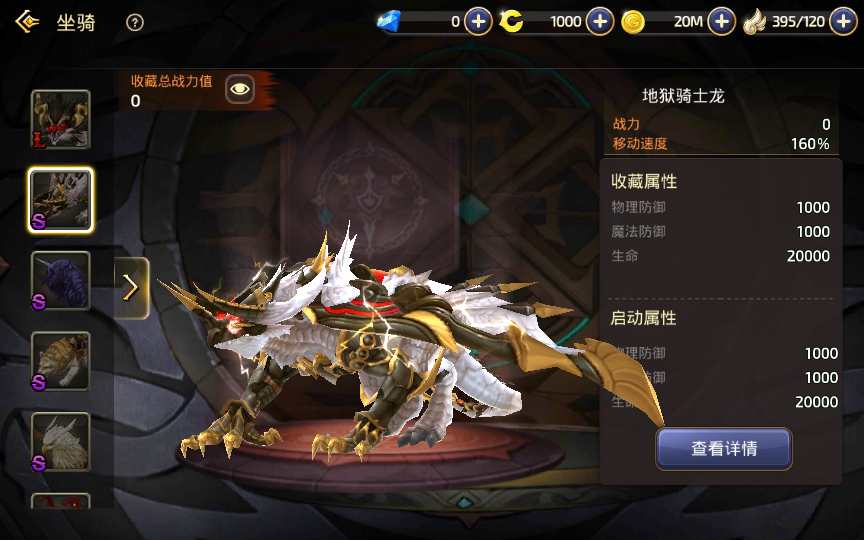 坐骑 ? 0 1000 20M 395/120
收藏总战力值
0
地狱骑士龙
战力 0
移动速度 160%
收藏属性
物理防御 1000
魔法防御 1000
生命 20000
启动属性
物理防御 1000
防御 1000
生命 20000
查看详情
S
S
S
S